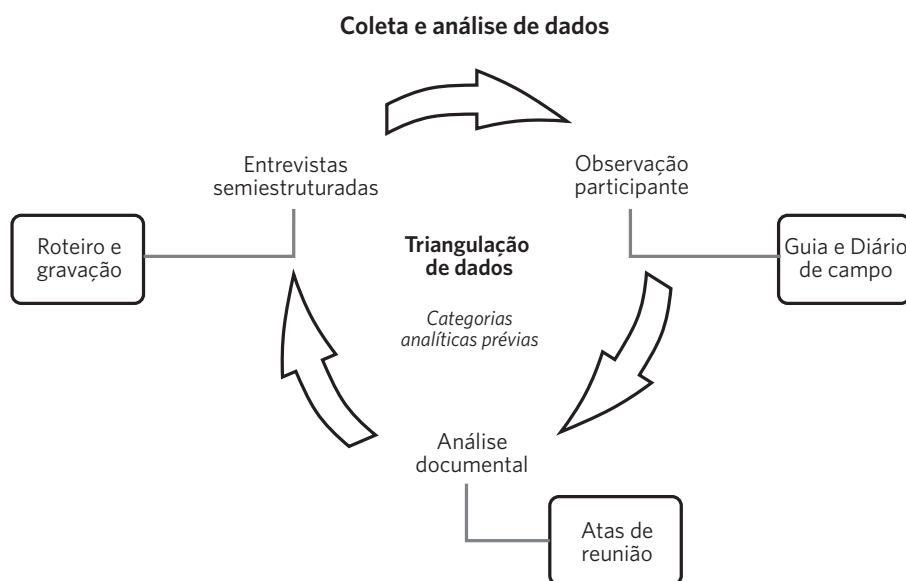 Coleta e análise de dados
Entrevistas
semiestruturadas
Observação
participante
Roteiro e
gravação
Triangulação
de dados
Guia e Diário
de campo
Categorias
analíticas prévias
Análise
documental
Atas de
reunião